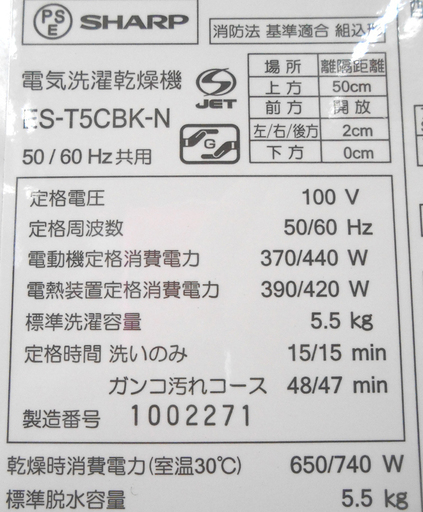 PS E SHARP
消防法 基準適合 組込形
電気洗濯乾燥機
S JET
ES-T5CBK-N
50/60Hz共用
G
場所 離隔距離
上方 50cm
前方 開放
左/右/後方 2cm
下方 0cm
定格電圧 100 V
定格周波数 50/60 Hz
電動機定格消費電力 370/440 W
電熱装置定格消費電力 390/420 W
標準洗濯容量 5.5 kg
定格時間 洗いのみ 15/15 min
ガンコ汚れコース 48/47 min
製造番号 1002271
乾燥時消費電力(室温30℃) 650/740 W
標準脱水容量 5.5 kg